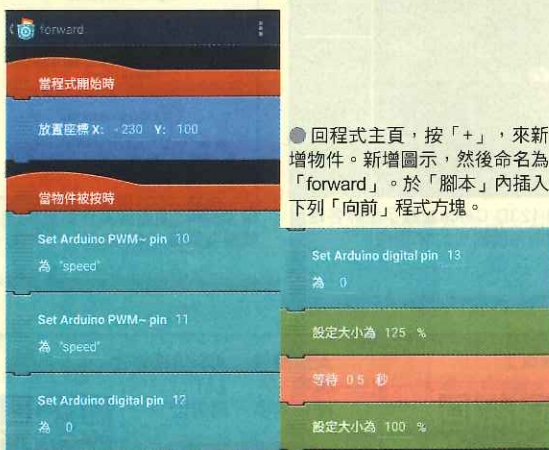 forward
當程式開始時
放置座標 X: -230 Y: 100
當物件被按時
Set Arduino PWM~ pin 10
為 "speed"
Set Arduino PWM~ pin 11
為 "speed"
Set Arduino digital pin 12
為 0
回程式主頁,按「+」,來新
增物件。新增圖示,然後命名為
「forward」。於「腳本」內插入
下列「向前」程式方塊。
Set Arduino digital pin 13
為 0
設定大小為 125 %
等待 0.5 秒
設定大小為 100 %